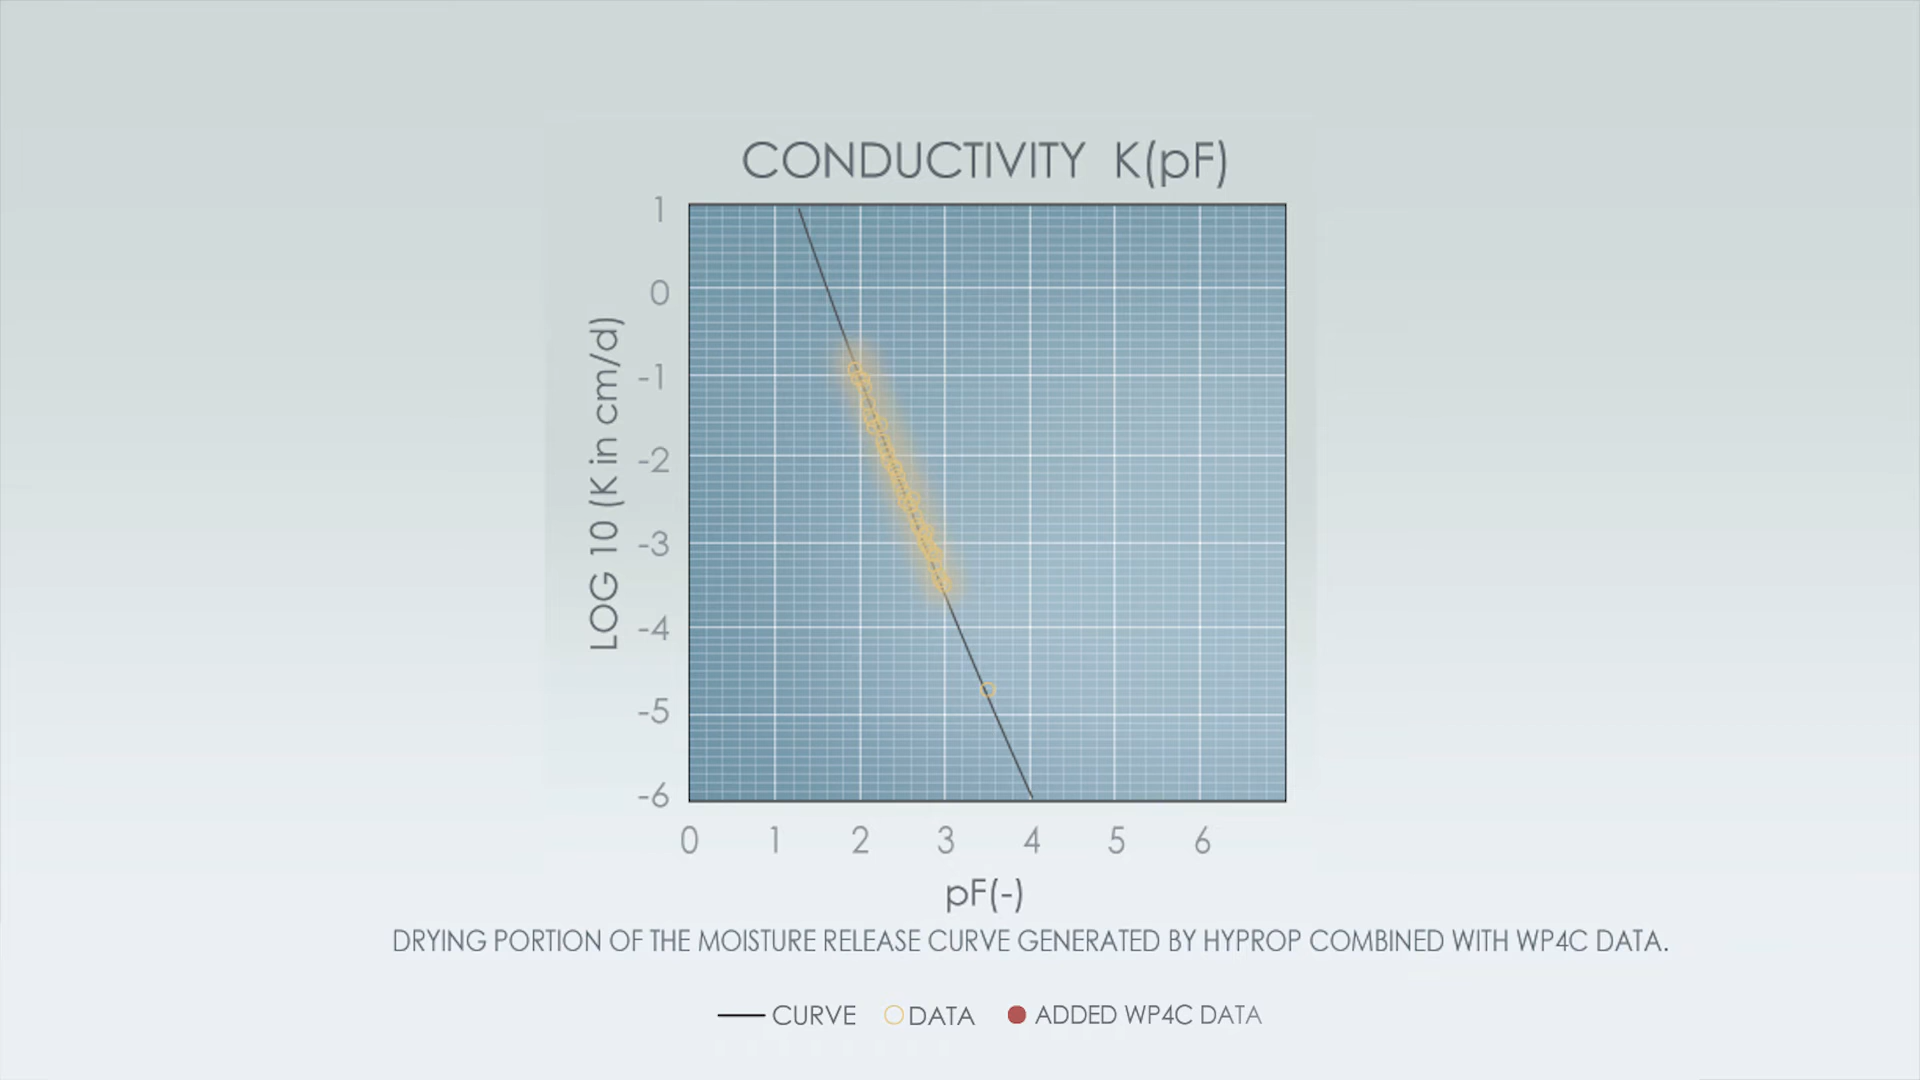 CONDUCTIVITY K(pF)
1
0
-1
-2
-3
-4
-5
-6
LOG 10 (K in cm/d)
0 1 2 3 4 5 6
pF(-)
DRYING PORTION OF THE MOISTURE RELEASE CURVE GENERATED BY HYPROP COMBINED WITH WP4C DATA.
CURVE DATA ADDED WP4C DATA